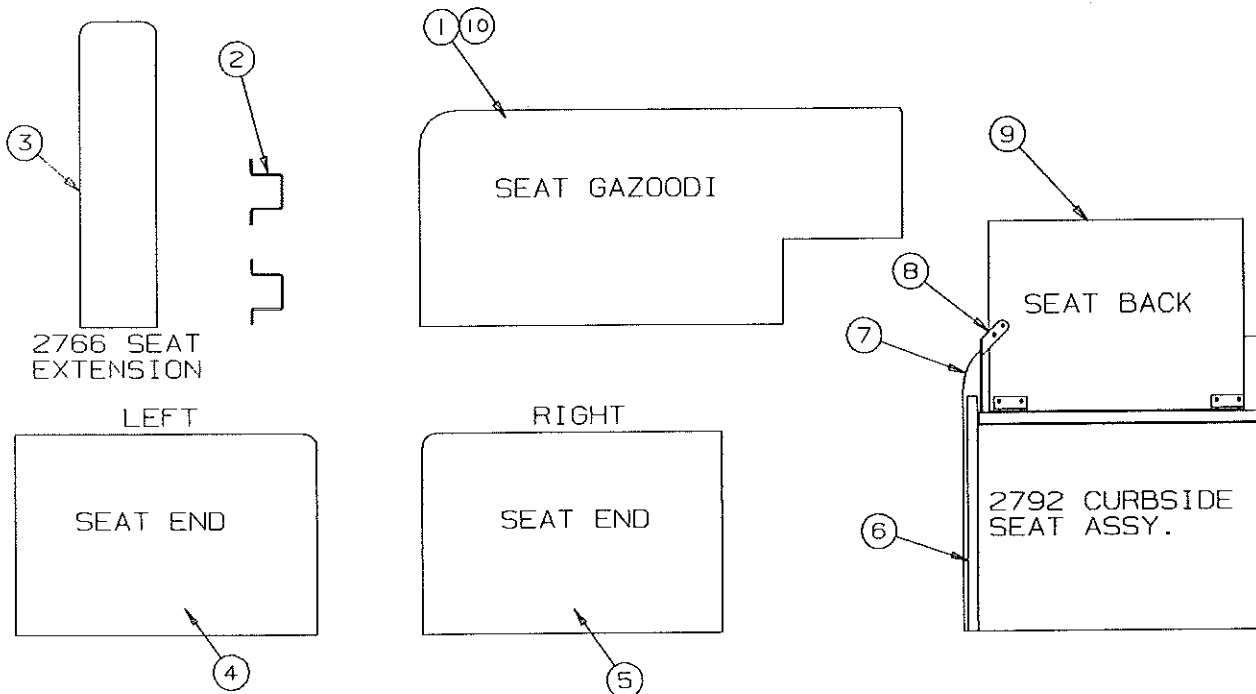 1 10
2
3
SEAT GAZOODI
9
8
SEAT BACK
7
2766 SEAT
EXTENSION
LEFT
RIGHT
SEAT END
SEAT END
2792 CURBSIDE
SEAT ASSY.
6
4
5